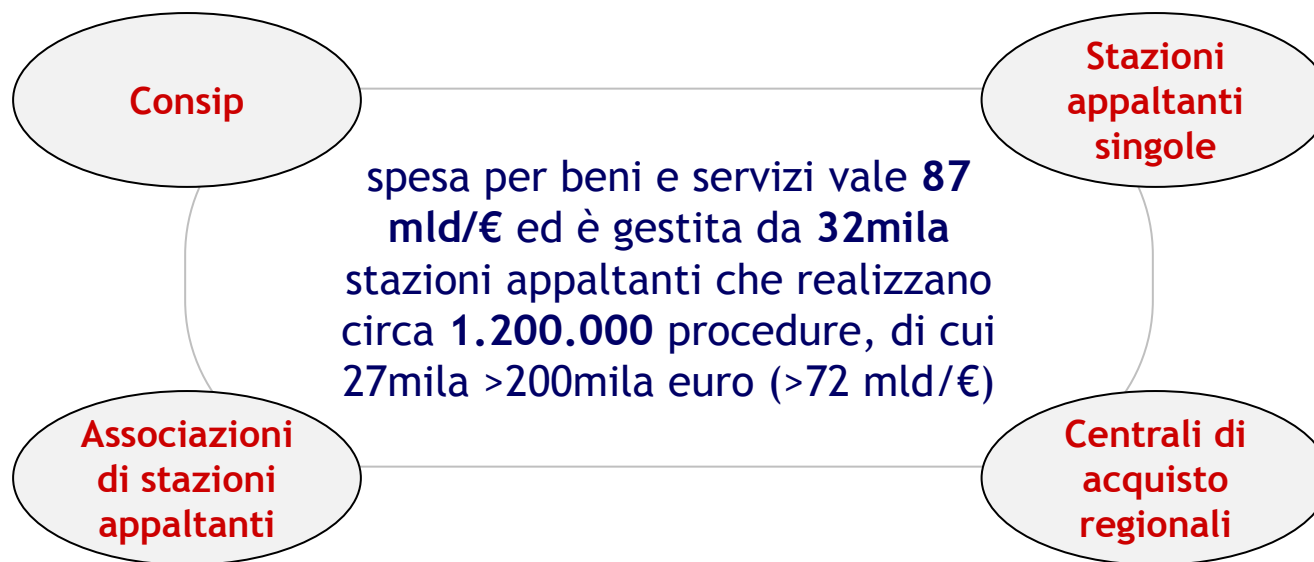 Consip
Stazioni
appaltanti
singole
spesa per beni e servizi vale 87
mld/€ ed è gestita da 32mila
stazioni appaltanti che realizzano
circa 1.200.000 procedure, di cui
27mila >200mila euro (>72 mld/€)
Associazioni
di stazioni
appaltanti
Centrali di
acquisto
regionali